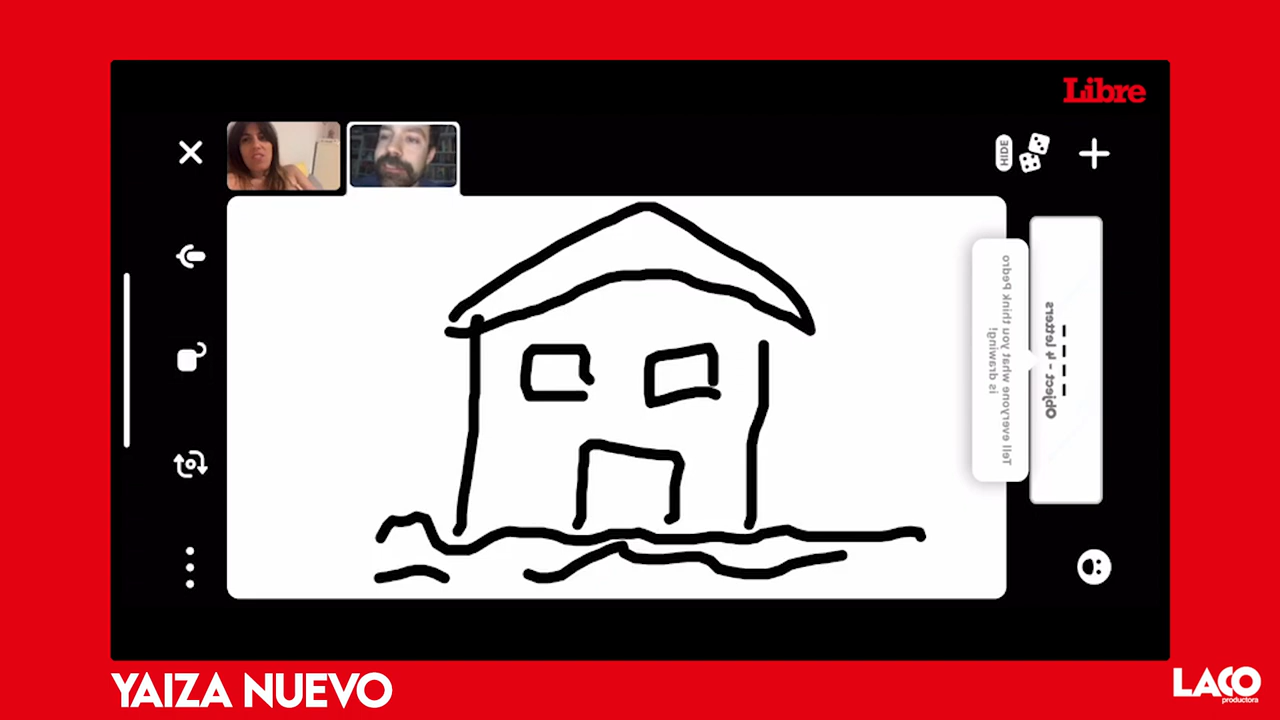 Libre
HIDE
Tell everyone what you think Pedro
is drawing!
Object - 4 letters
YAIZA NUEVO
LACO
productora